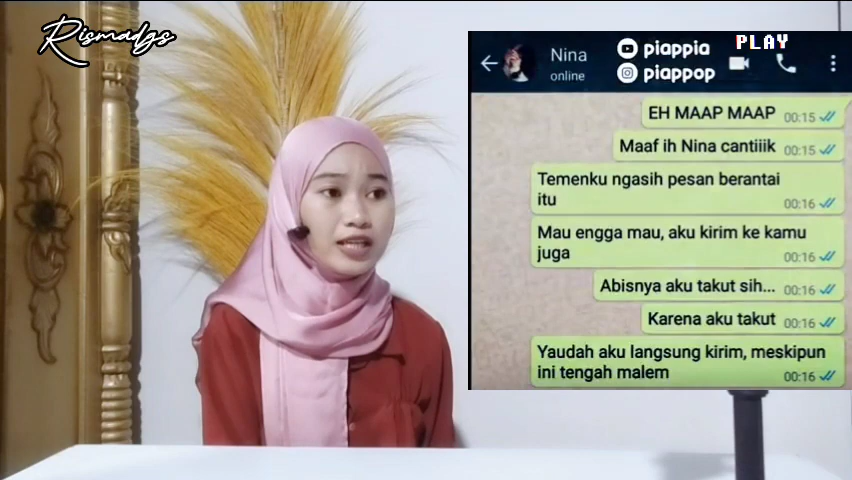 Rismadgs
Nina
online
piappia
piappop
PLAY
EH MAAP MAAP 00:15
Maaf ih Nina cantiiik 00:15
Temenku ngasih pesan berantai
itu 00:16
Mau engga mau, aku kirim ke kamu
juga 00:16
Abisnya aku takut sih... 00:16
Karena aku takut 00:16
Yaudah aku langsung kirim, meskipun
ini tengah malem 00:16